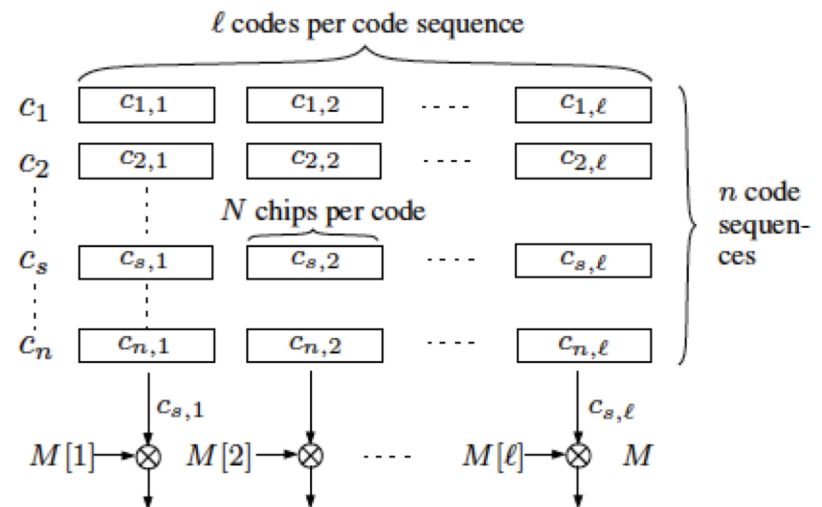 ℓ codes per code sequence
c₁ c₁,₁ c₁,₂ c₁,ℓ
c₂ c₂,₁ c₂,₂ c₂,ℓ
N chips per code
n code
sequen-
ces
cₛ cₛ,₁ cₛ,₂ cₛ,ℓ
cₙ cₙ,₁ cₙ,₂ cₙ,ℓ
cₛ,₁ cₛ,ℓ
M[1] M[2] M[ℓ] M